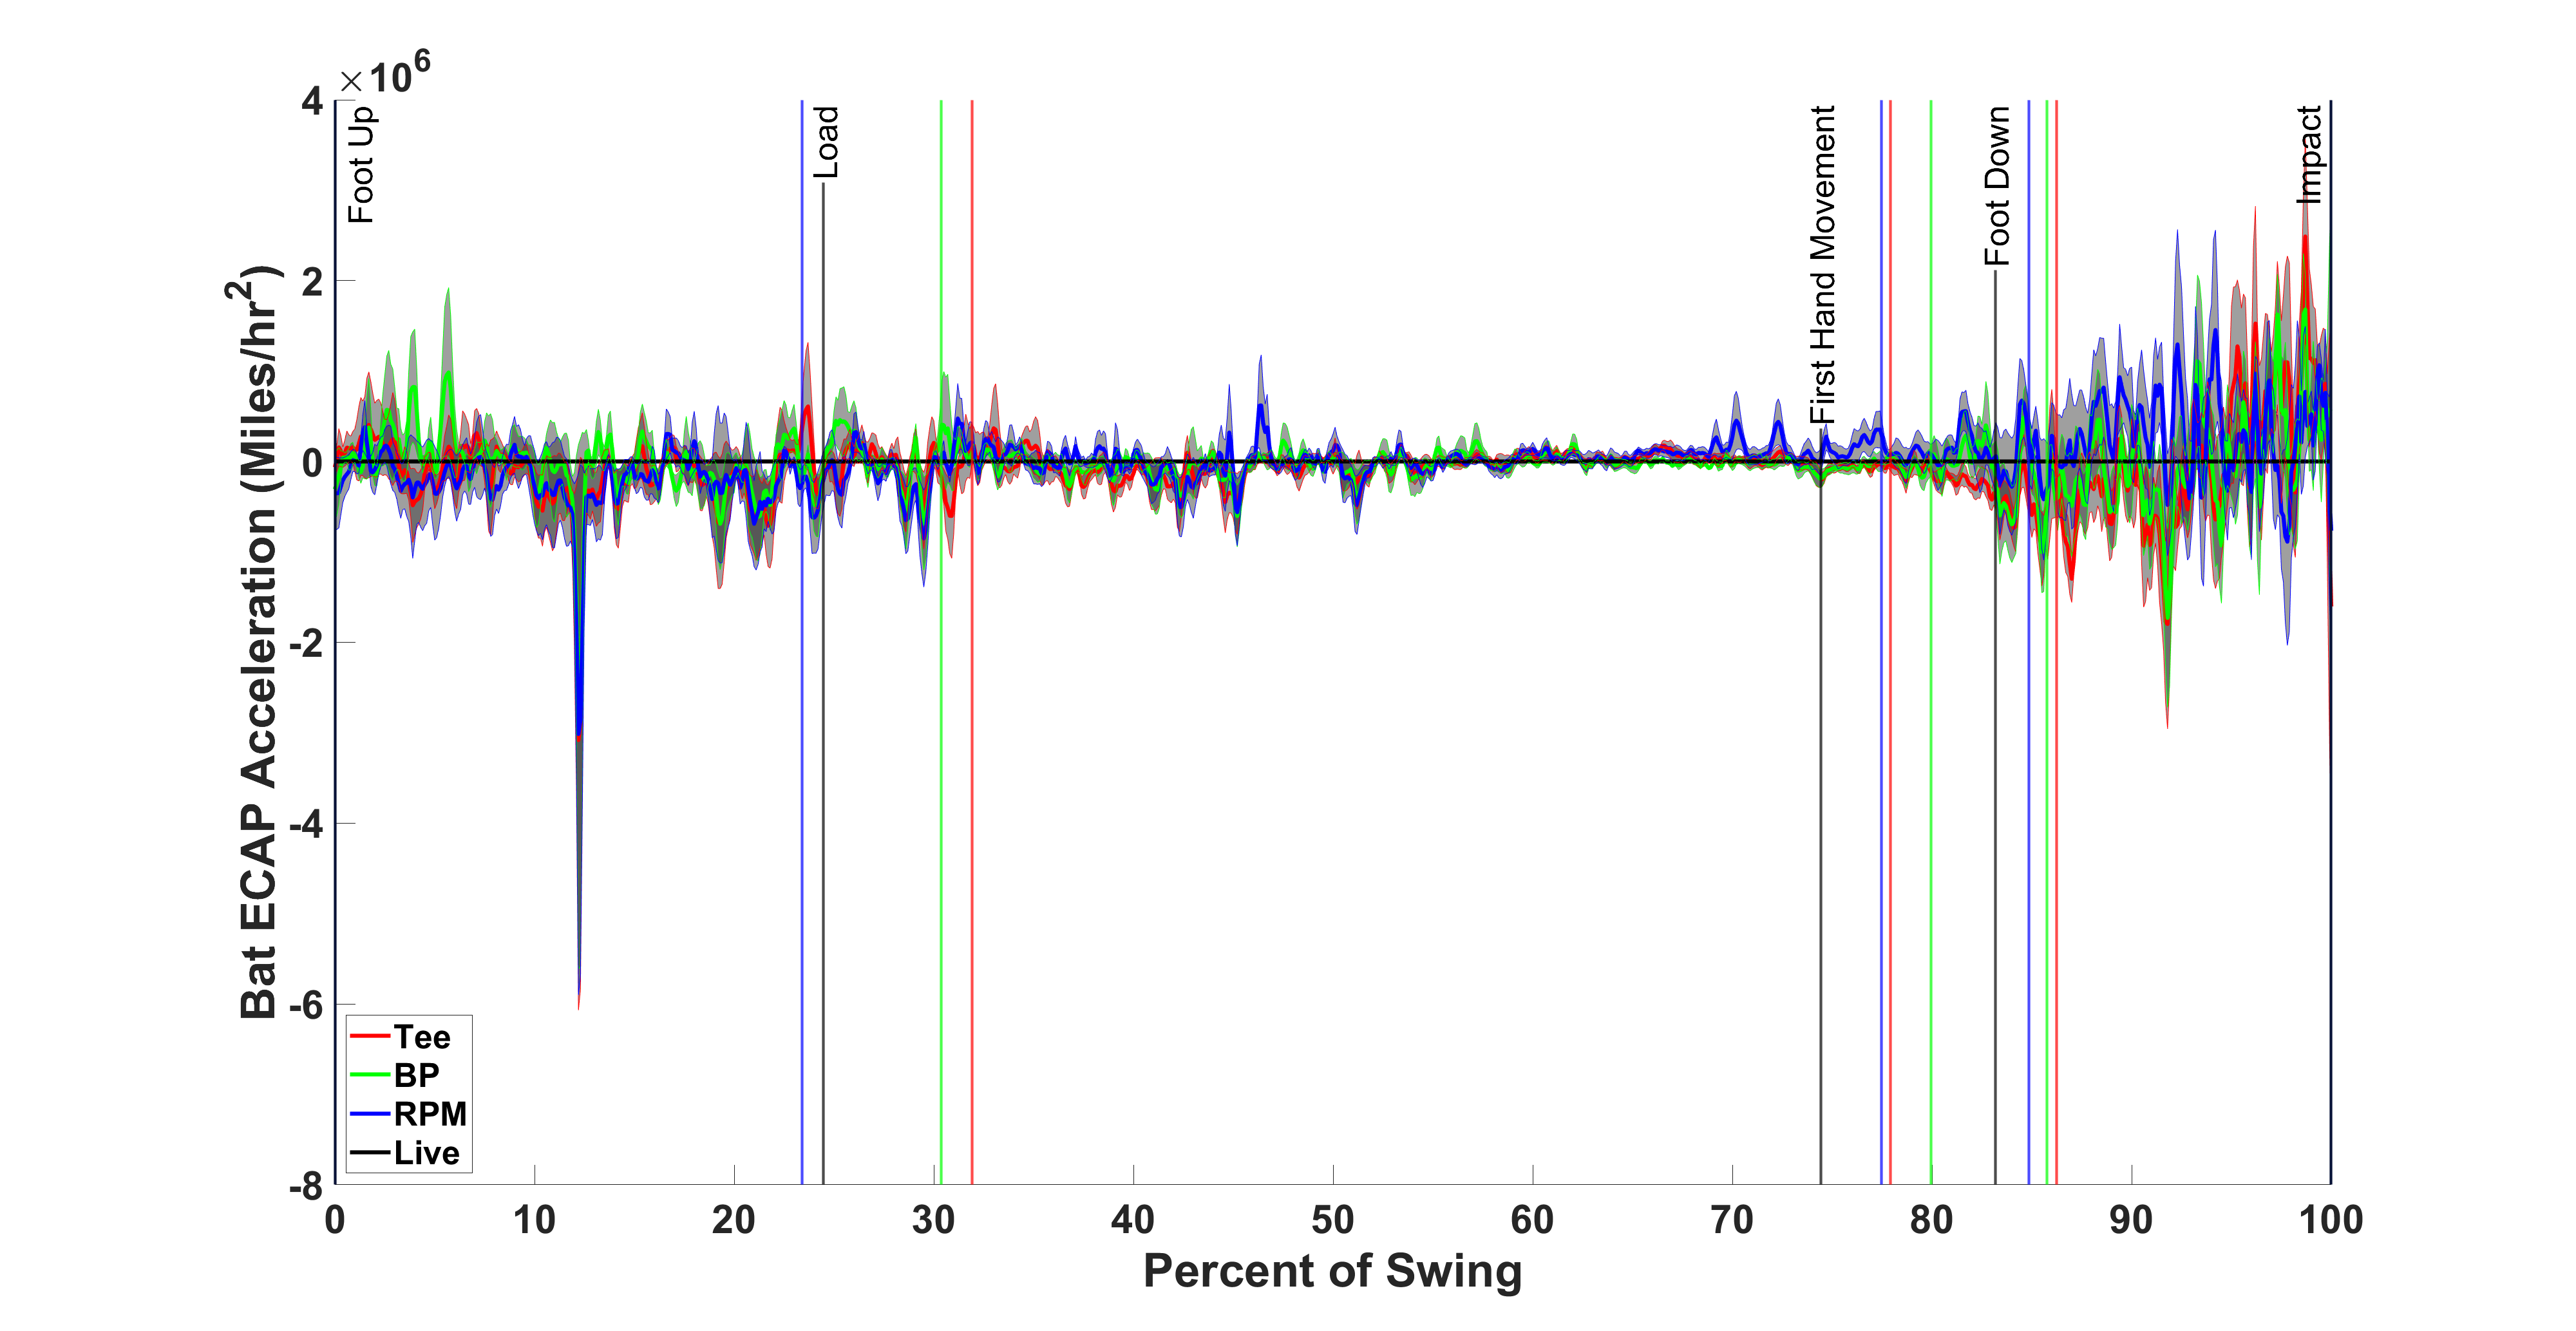 ×10^6
4
2
0
-2
-4
-6
-8
Bat ECAP Acceleration (Miles/hr^2)
Foot Up
Load
First Hand Movement
Foot Down
Impact
Tee
BP
RPM
Live
0 10 20 30 40 50 60 70 80 90 100
Percent of Swing